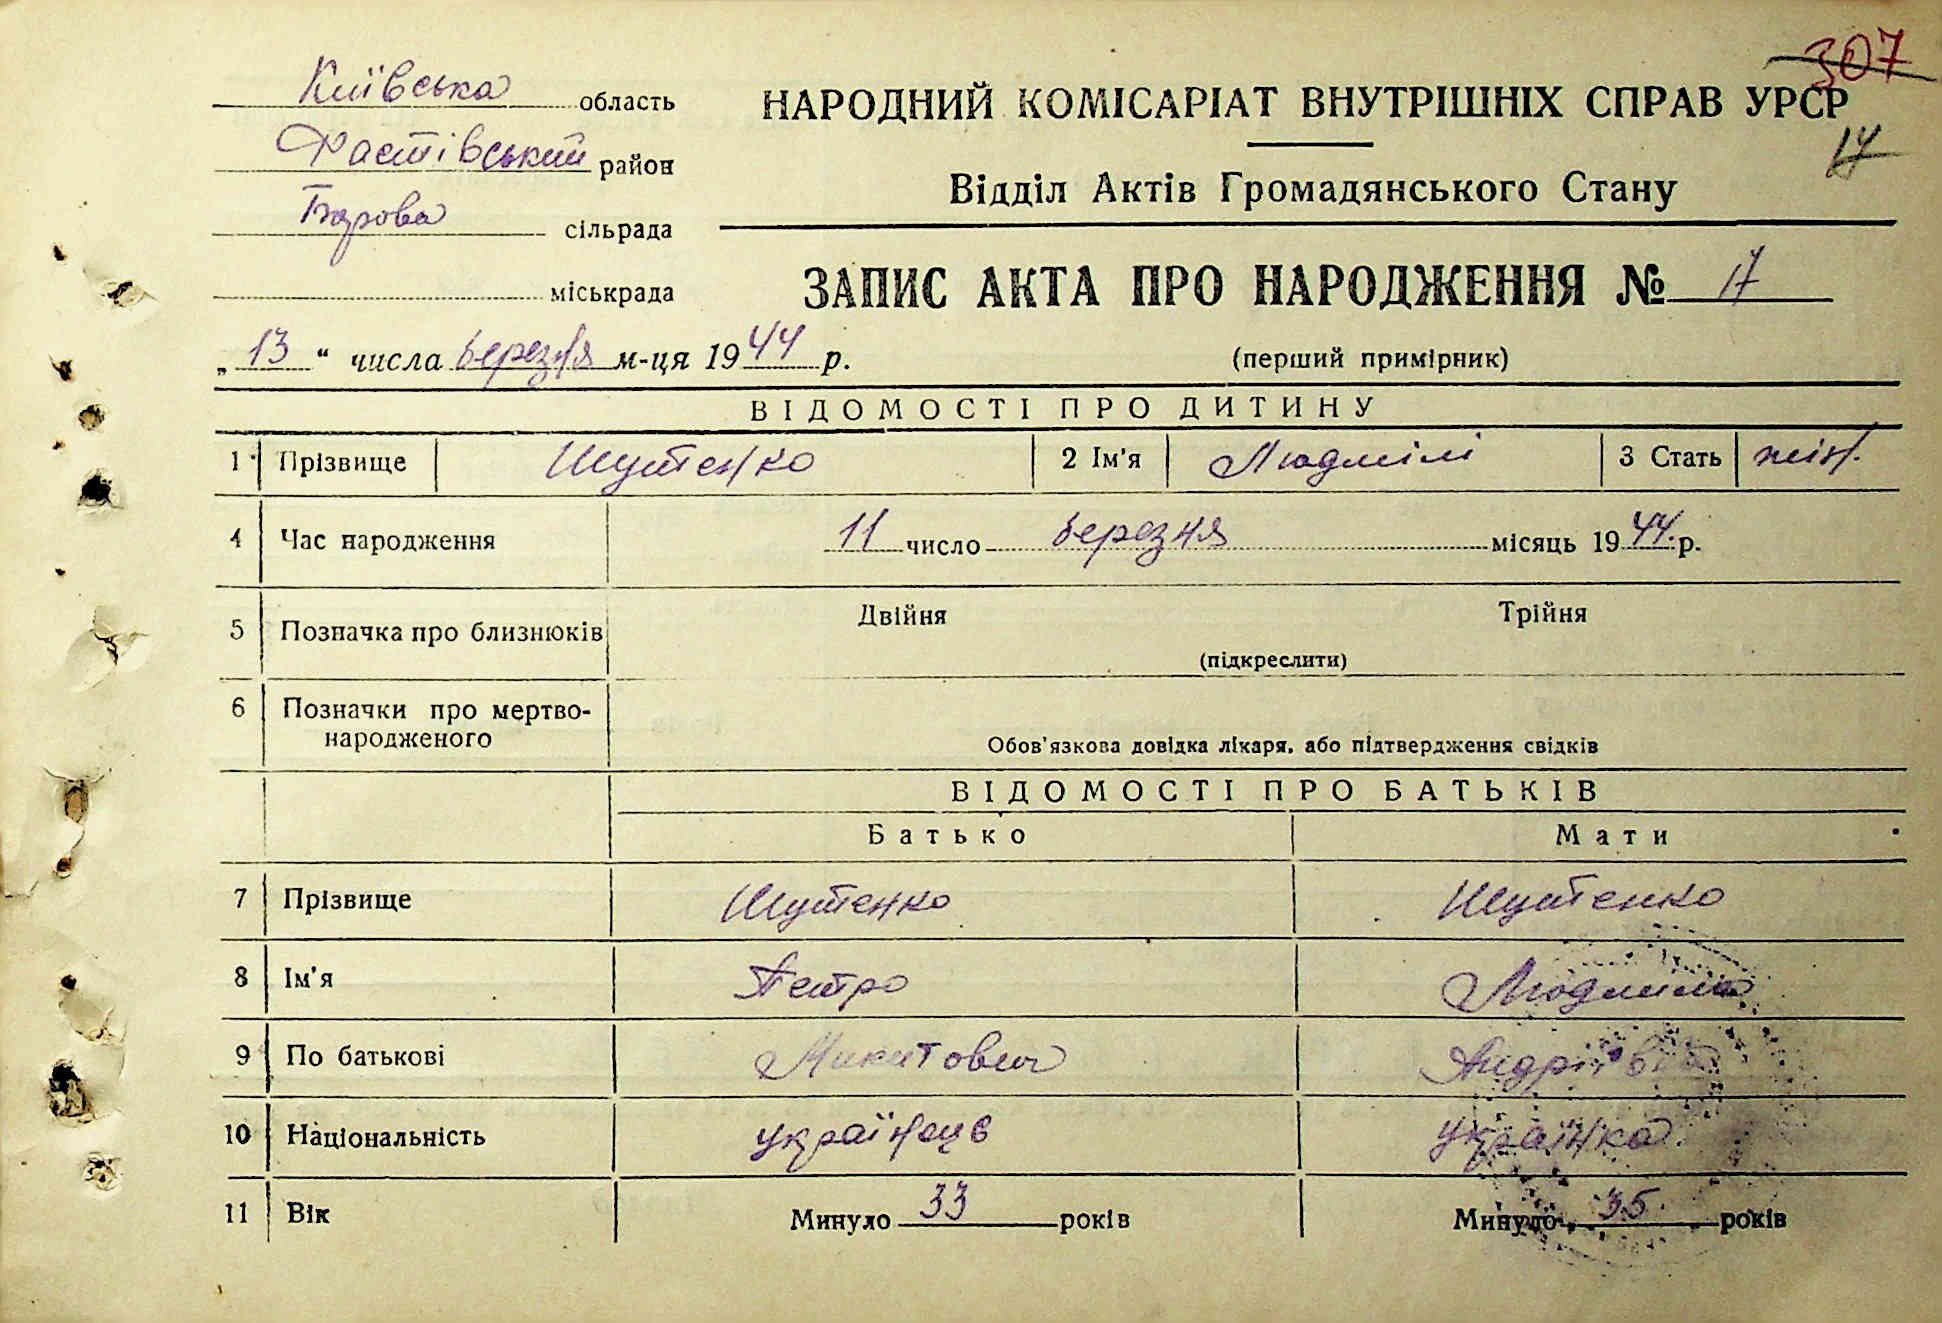 307
Київська область
НАРОДНИЙ КОМІСАРІАТ ВНУТРІШНІХ СПРАВ УРСР
17
Фастівський район
Відділ Актів Громадянського Стану
Борова сільрада
міськрада
ЗАПИС АКТА ПРО НАРОДЖЕННЯ № 17
„13“ числа березня м-ця 1944 р.
(перший примірник)
ВІДОМОСТІ ПРО ДИТИНУ
1 Прізвище Шутенко 2 Ім'я Людмілі 3 Стать жін.
4 Час народження 11 число березня місяць 1944 р.
5 Позначка про близнюків Двійня Трійня
(підкреслити)
6 Позначки про мертво-
народженого
Обов'язкова довідка лікаря, або підтвердження свідків
ВІДОМОСТІ ПРО БАТЬКІВ
Батько Мати
7 Прізвище Шутенко Шутенко
8 Ім'я Петро Людмила
9 По батькові Микитович Андріївна
10 Національність українець українка
11 Вік Минуло 33 років Минуло 35 років